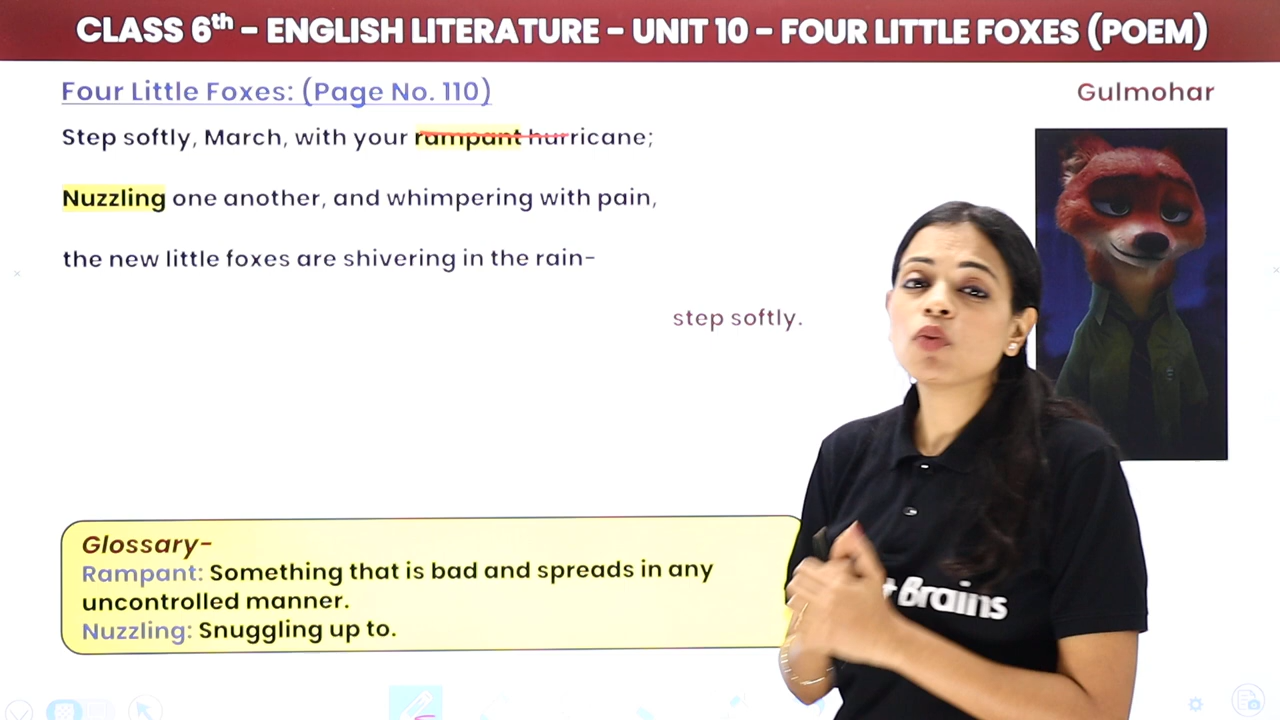 CLASS 6th - ENGLISH LITERATURE - UNIT 10 - FOUR LITTLE FOXES (POEM)
Four Little Foxes: (Page No. 110)
Gulmohar
Step softly, March, with your rampant hurricane;
Nuzzling one another, and whimpering with pain,
the new little foxes are shivering in the rain-
step softly.
Glossary-
Rampant: Something that is bad and spreads in any
uncontrolled manner.
Nuzzling: Snuggling up to.
Brains